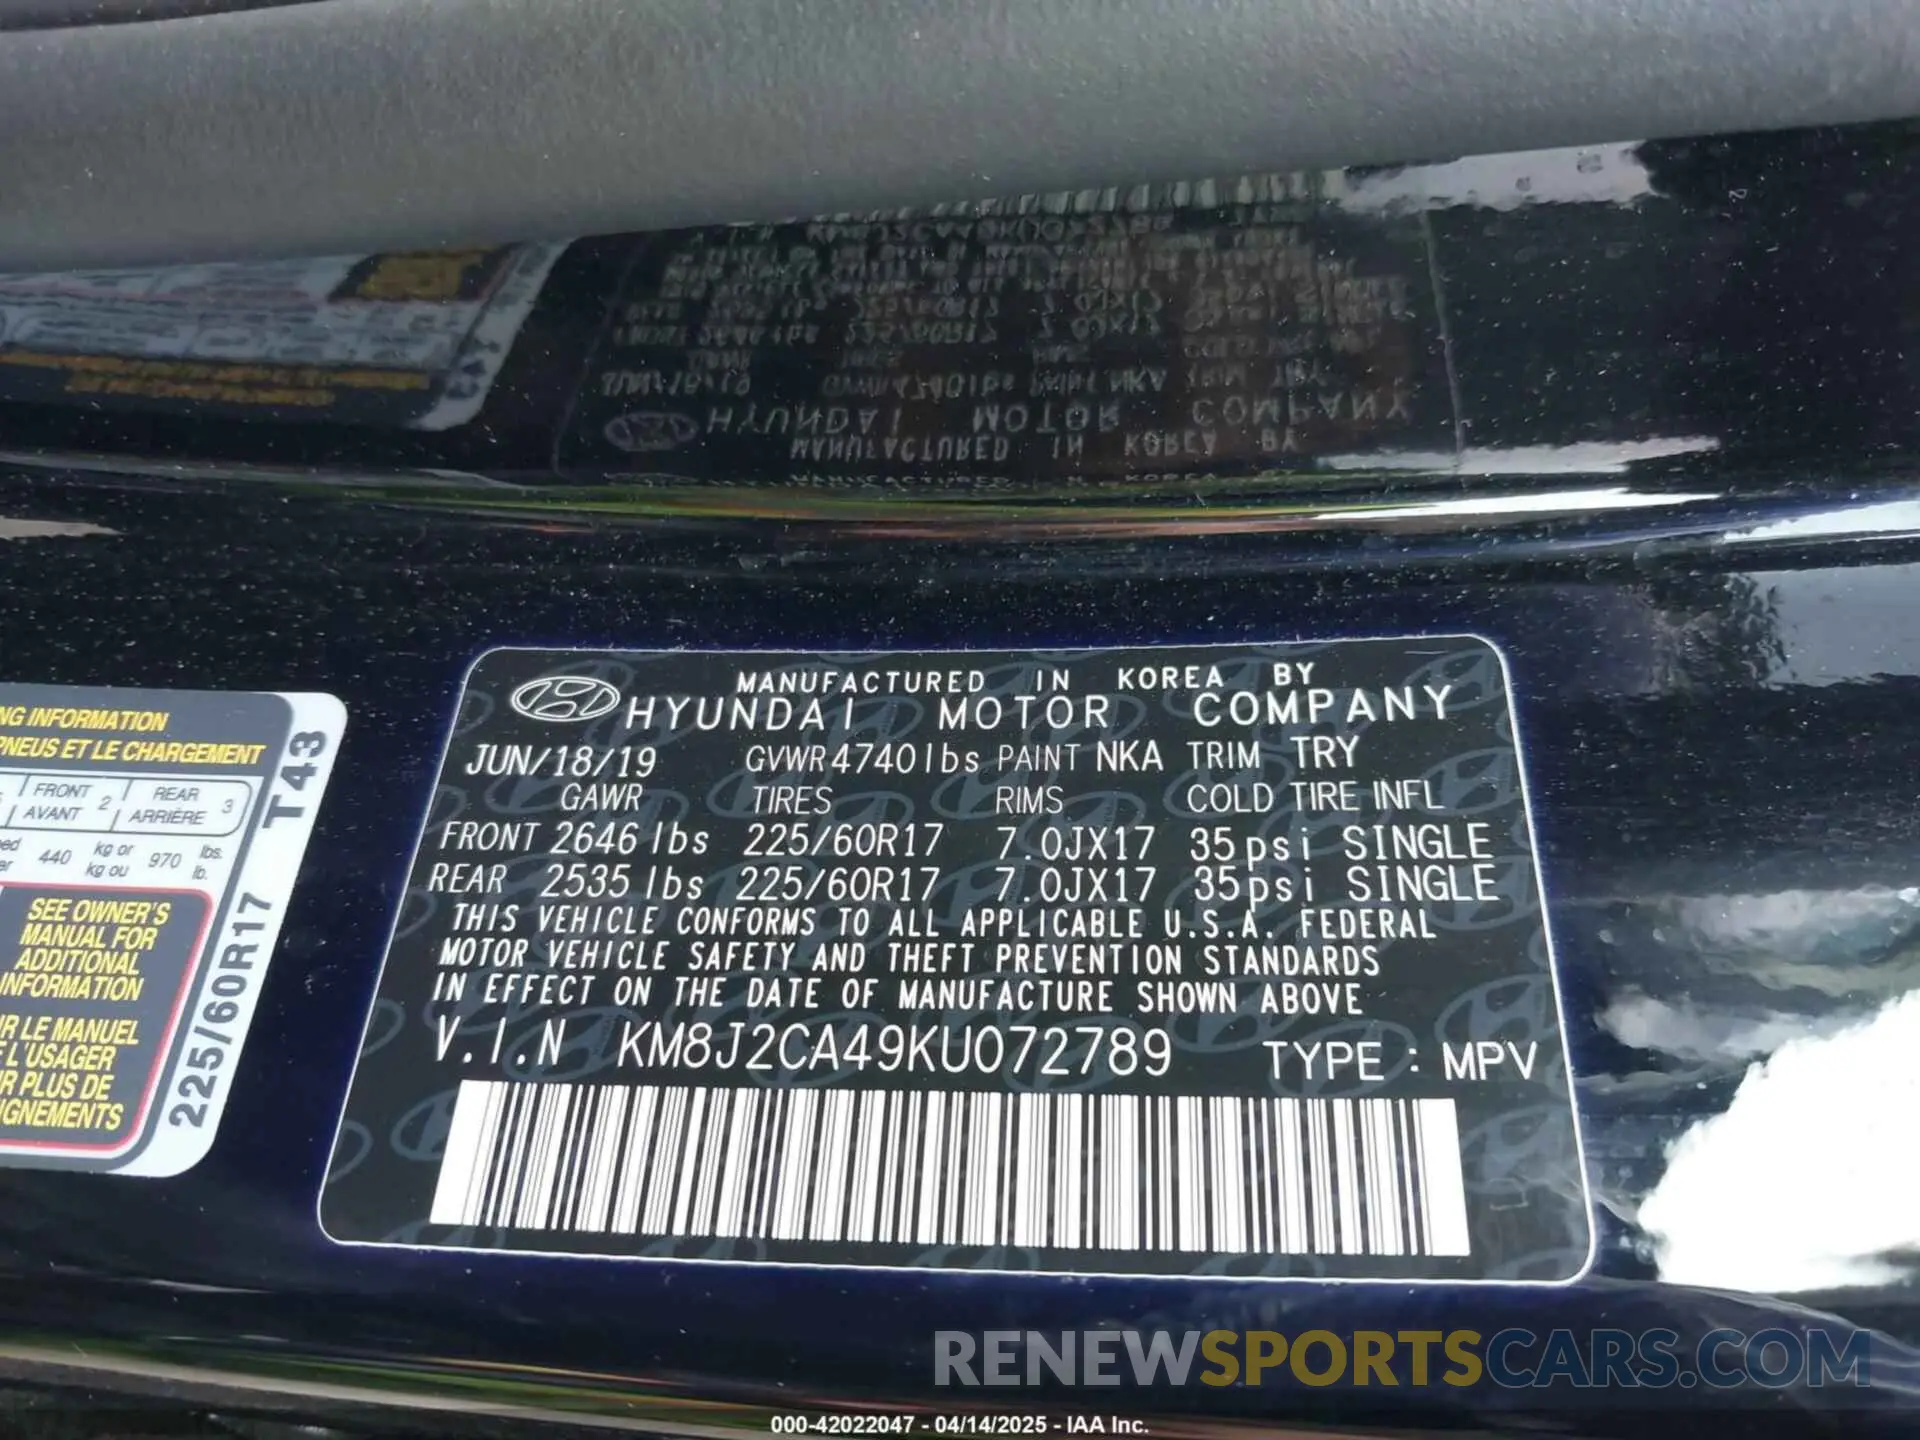 MANUFACTURED IN KOREA BY
HYUNDAI MOTOR COMPANY
JUN/18/19 GVWR 4740lbs PAINT NKA TRIM TRY
GAWR TIRES RIMS COLD TIRE INFL
FRONT 2646 lbs 225/60R17 7.0JX17 35psi SINGLE
REAR 2535 lbs 225/60R17 7.0JX17 35psi SINGLE
THIS VEHICLE CONFORMS TO ALL APPLICABLE U.S.A. FEDERAL
MOTOR VEHICLE SAFETY AND THEFT PREVENTION STANDARDS
IN EFFECT ON THE DATE OF MANUFACTURE SHOWN ABOVE
V.I.N KM8J2CA49KU072789 TYPE : MPV
INFORMATION
PNEUS ET LE CHARGEMENT
FRONT 2 REAR 3
AVANT ARRIÈRE
440 kg or 970 lbs.
kg ou lb.
SEE OWNER'S
MANUAL FOR
ADDITIONAL
INFORMATION
LE MANUEL
L'USAGER
PLUS DE
225/60R17 T43
RENEWSPORTSCARS.COM
000-42022047 - 04/14/2025 - IAA Inc.